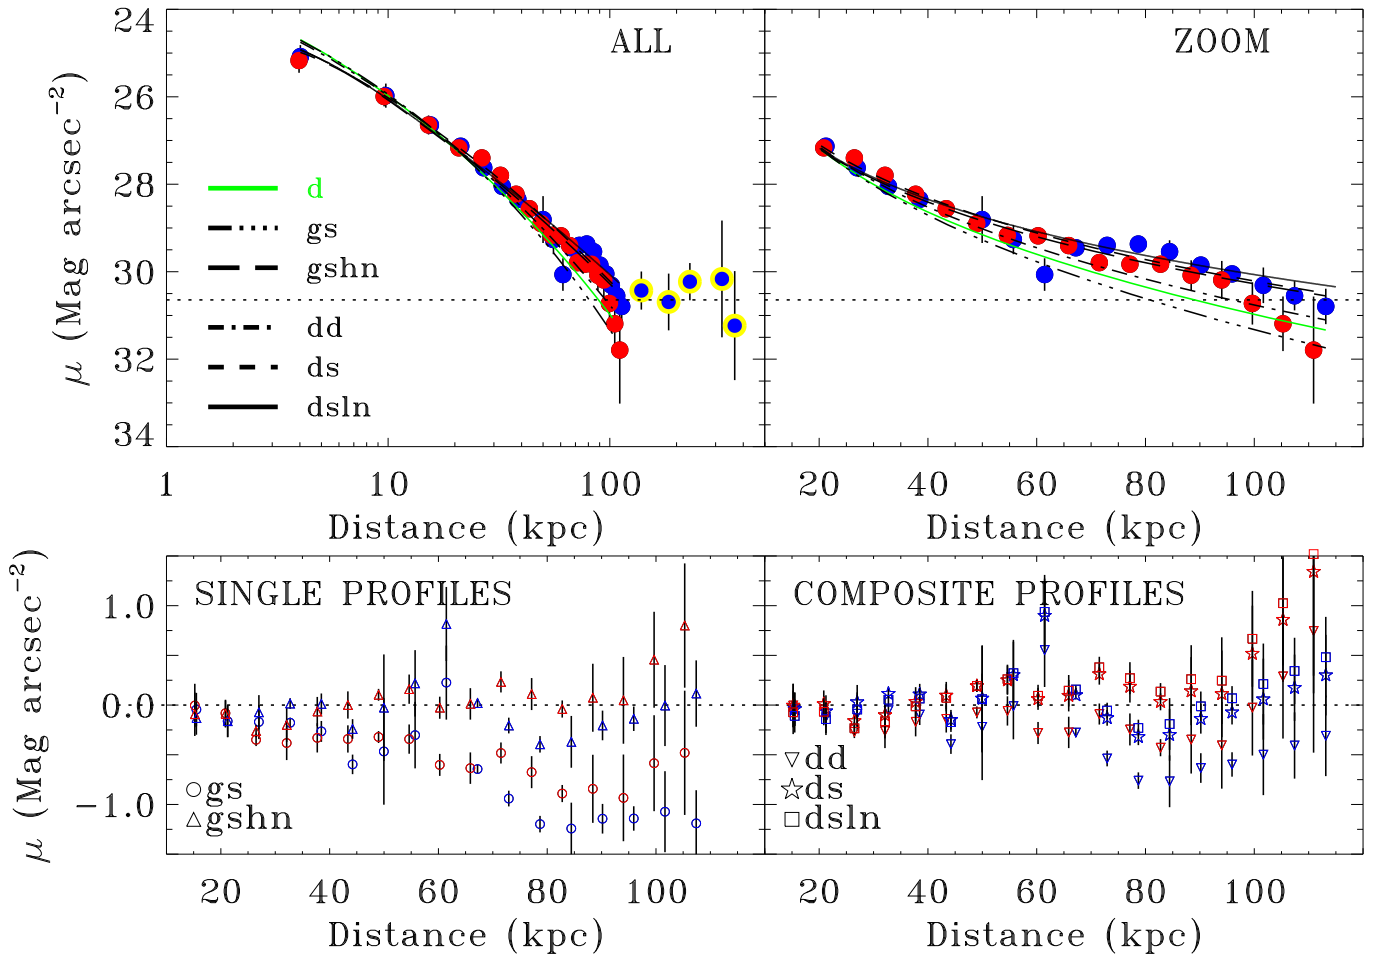 ALL
ZOOM
24
26
28
30
32
34
μ (Mag arcsec⁻²)
d
gs
gshn
dd
ds
dsln
1 10 100
20 40 60 80 100
Distance (kpc)
Distance (kpc)
SINGLE PROFILES
COMPOSITE PROFILES
1.0
0.0
−1.0
μ (Mag arcsec⁻²)
gs
gshn
dd
ds
dsln
20 40 60 80 100
20 40 60 80 100
Distance (kpc)
Distance (kpc)